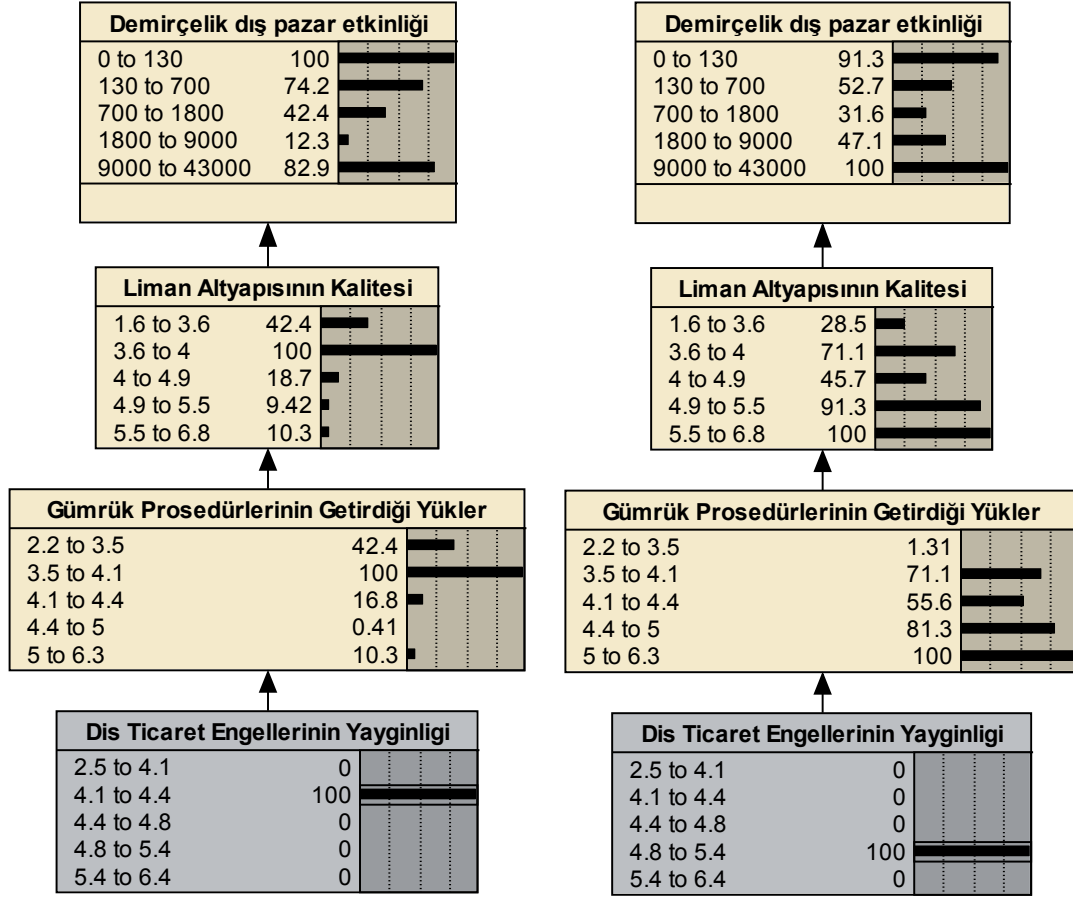 Demirçelik dış pazar etkinliği
0 to 130 100
130 to 700 74.2
700 to 1800 42.4
1800 to 9000 12.3
9000 to 43000 82.9
Liman Altyapısının Kalitesi
1.6 to 3.6 42.4
3.6 to 4 100
4 to 4.9 18.7
4.9 to 5.5 9.42
5.5 to 6.8 10.3
Gümrük Prosedürlerinin Getirdiği Yükler
2.2 to 3.5 42.4
3.5 to 4.1 100
4.1 to 4.4 16.8
4.4 to 5 0.41
5 to 6.3 10.3
Dis Ticaret Engellerinin Yayginligi
2.5 to 4.1 0
4.1 to 4.4 100
4.4 to 4.8 0
4.8 to 5.4 0
5.4 to 6.4 0
Demirçelik dış pazar etkinliği
0 to 130 91.3
130 to 700 52.7
700 to 1800 31.6
1800 to 9000 47.1
9000 to 43000 100
Liman Altyapısının Kalitesi
1.6 to 3.6 28.5
3.6 to 4 71.1
4 to 4.9 45.7
4.9 to 5.5 91.3
5.5 to 6.8 100
Gümrük Prosedürlerinin Getirdiği Yükler
2.2 to 3.5 1.31
3.5 to 4.1 71.1
4.1 to 4.4 55.6
4.4 to 5 81.3
5 to 6.3 100
Dis Ticaret Engellerinin Yayginligi
2.5 to 4.1 0
4.1 to 4.4 0
4.4 to 4.8 0
4.8 to 5.4 100
5.4 to 6.4 0